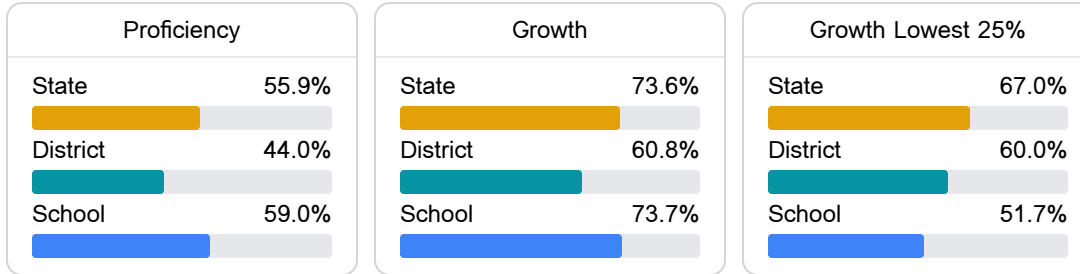 Proficiency
State 55.9%
District 44.0%
School 59.0%
Growth
State 73.6%
District 60.8%
School 73.7%
Growth Lowest 25%
State 67.0%
District 60.0%
School 51.7%